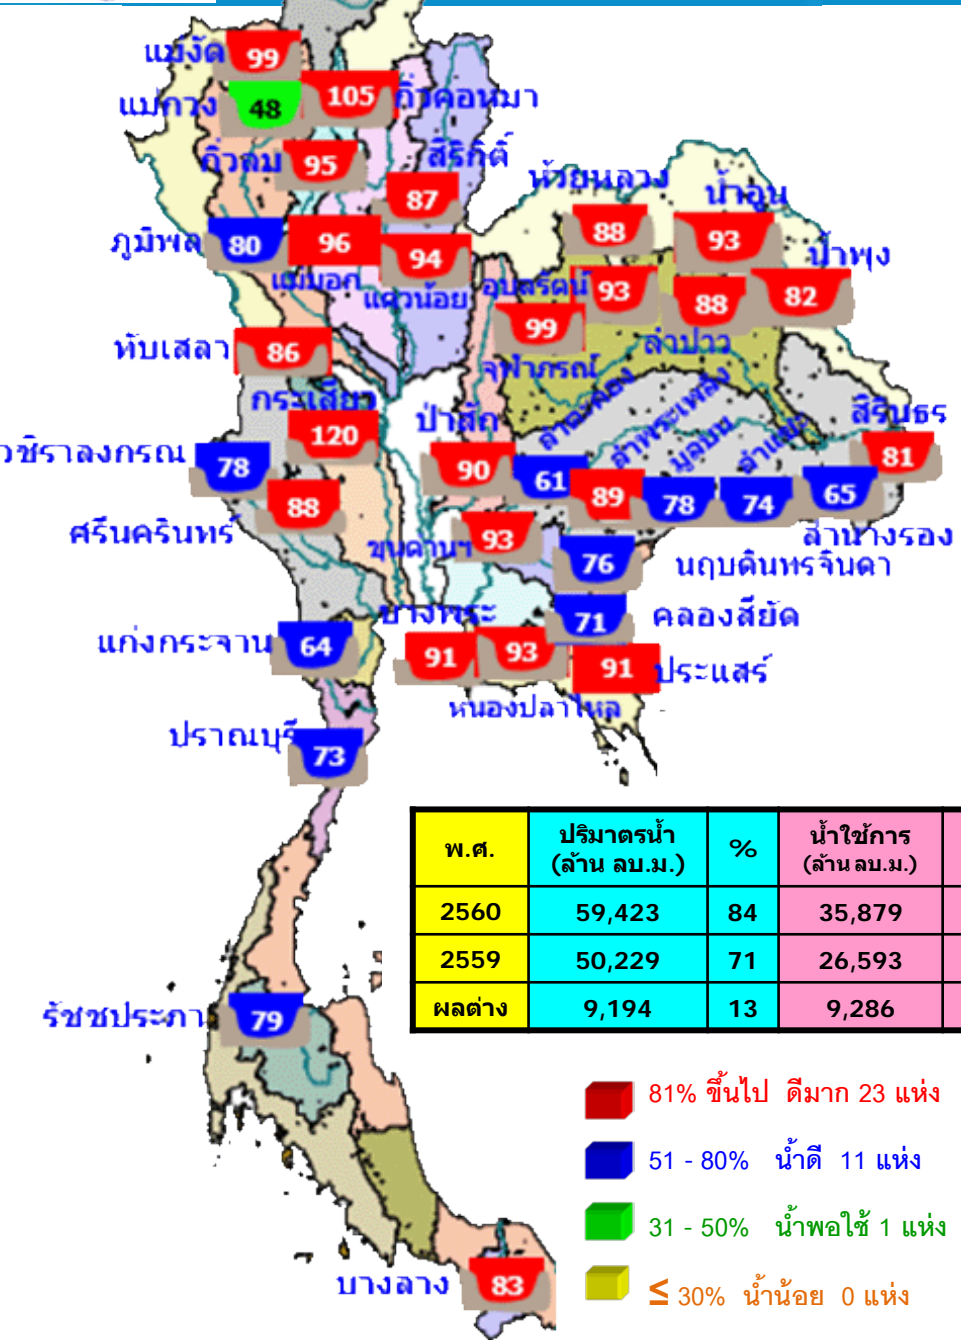 แม่งัด 99
แม่กวง 48 105 กิ่วคอหมา
กิ่วลม 95 สิริกิติ์
87 ห้วยหลวง น้ำอูน
ภูมิพล 80 96 94 88 93 น้ำพุง
แม่มอก แควน้อย อุบลรัตน์ 93 88 82
99
ทับเสลา 86 จุฬาภรณ์ ลำปาว
กระเสียว ป่าสัก ลำตะคอง ลำพระเพลิง มูลบน ลำแชะ สิรินธร
120 81
วชิราลงกรณ 78 90 61 89 78 74 65
88
ศรีนครินทร์ ขุนด่านฯ 93 ลำนางรอง
76 นฤบดินทรจินดา
บางพระ 71 คลองสียัด
แก่งกระจาน 64 91 93 91 ประแสร์
หนองปลาไหล
ปราณบุรี
73
พ.ศ. ปริมาตรน้ำ (ล้าน ลบ.ม.) % น้ำใช้การ (ล้าน ลบ.ม.)
2560 59,423 84 35,879
2559 50,229 71 26,593
ผลต่าง 9,194 13 9,286
รัชชประภา 79
81% ขึ้นไป ดีมาก 23 แห่ง
51 - 80% น้ำดี 11 แห่ง
31 - 50% น้ำพอใช้ 1 แห่ง
≤ 30% น้ำน้อย 0 แห่ง
บางลาง 83